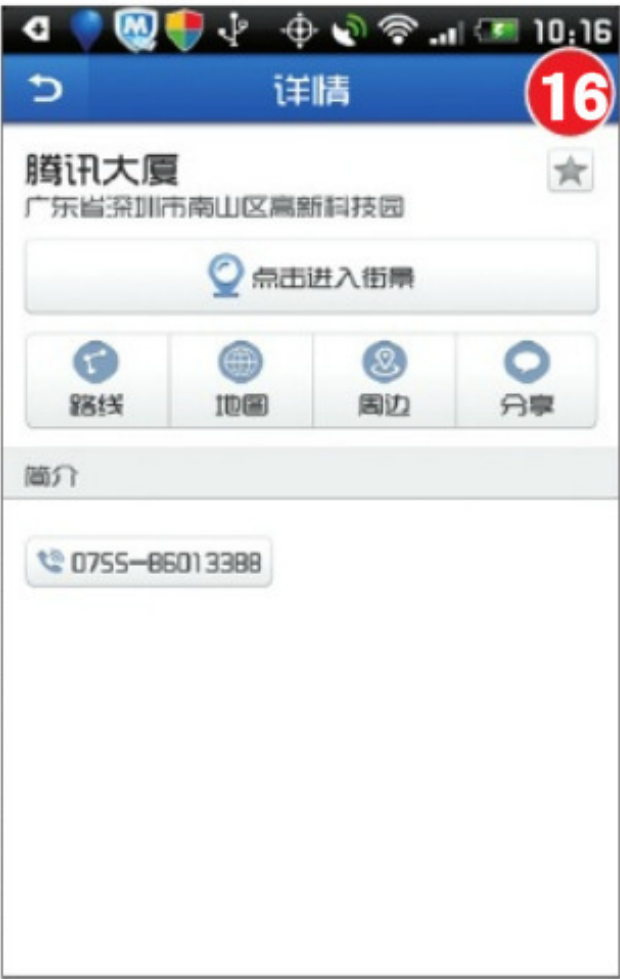 10:16
详情
16
腾讯大厦
广东省深圳市南山区高新科技园
点击进入街景
路线 地图 周边 分享
简介
0755-86013388